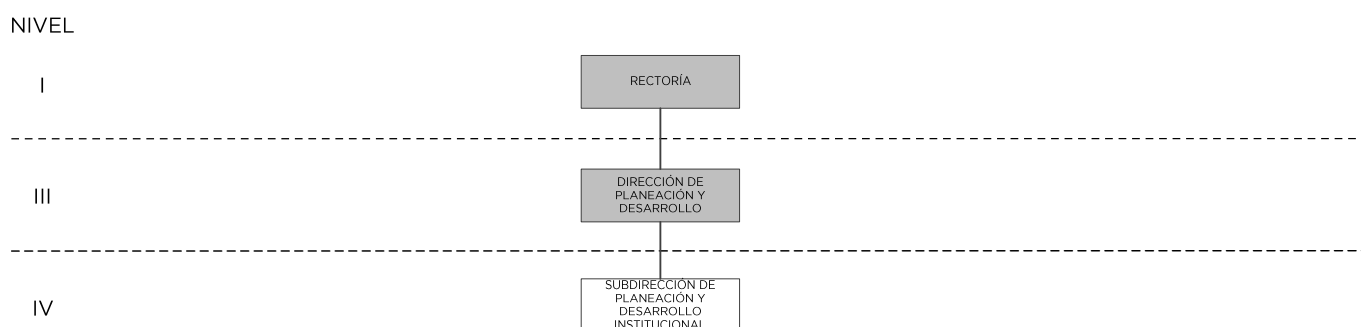 NIVEL
I
RECTORÍA
III
DIRECCIÓN DE
PLANEACIÓN Y
DESARROLLO
IV
SUBDIRECCIÓN DE
PLANEACIÓN Y
DESARROLLO
INSTITUCIONAL